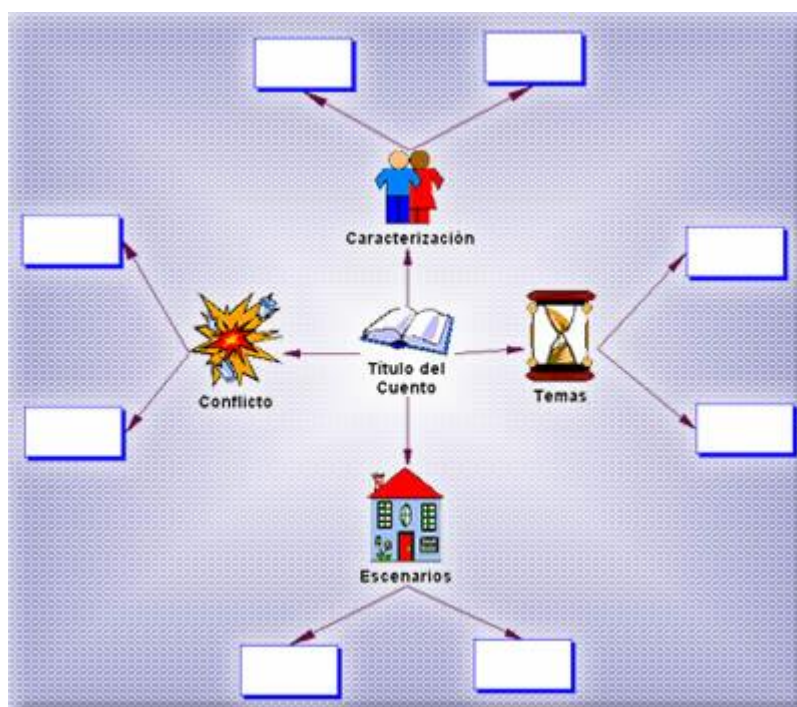 Caracterización
Título del
Cuento
Conflicto
Temas
Escenarios